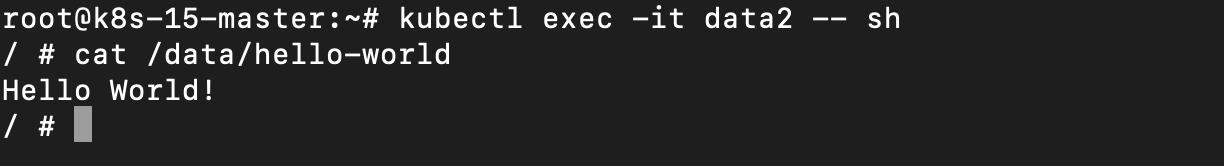 root@k8s-15-master:~# kubectl exec -it data2 -- sh
/ # cat /data/hello-world
Hello World!
/ #